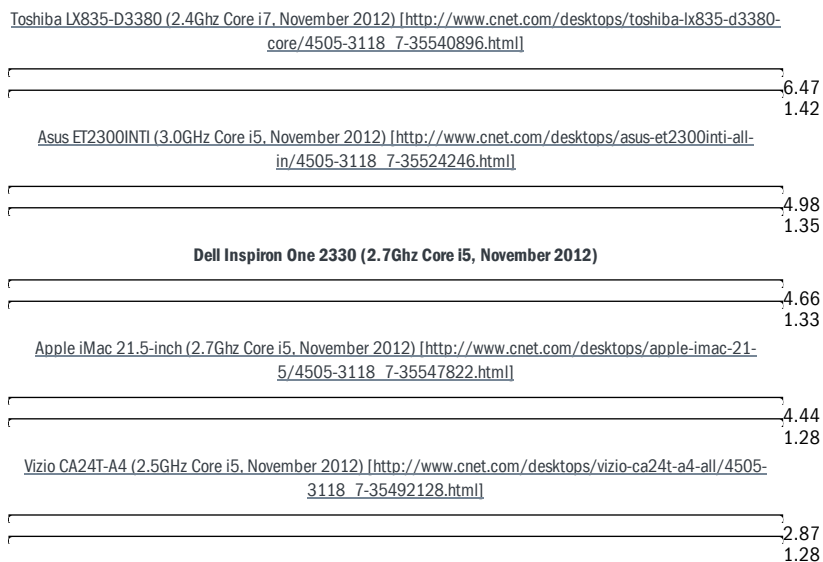 Toshiba LX835-D3380 (2.4Ghz Core i7, November 2012) [http://www.cnet.com/desktops/toshiba-lx835-d3380-
core/4505-3118_7-35540896.html]
6.47
1.42
Asus ET2300INTI (3.0GHz Core i5, November 2012) [http://www.cnet.com/desktops/asus-et2300inti-all-
in/4505-3118_7-35524246.html]
4.98
1.35
Dell Inspiron One 2330 (2.7Ghz Core i5, November 2012)
4.66
1.33
Apple iMac 21.5-inch (2.7Ghz Core i5, November 2012) [http://www.cnet.com/desktops/apple-imac-21-
5/4505-3118_7-35547822.html]
4.44
1.28
Vizio CA24T-A4 (2.5GHz Core i5, November 2012) [http://www.cnet.com/desktops/vizio-ca24t-a4-all/4505-
3118_7-35492128.html]
2.87
1.28